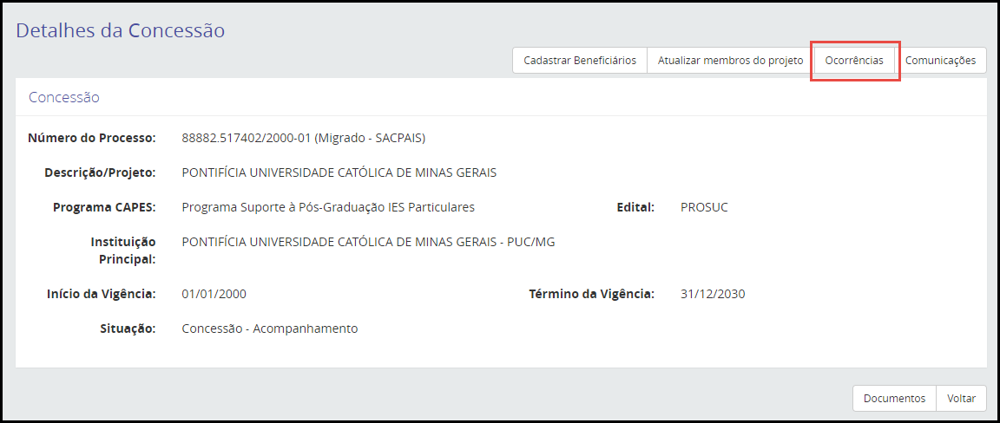 Detalhes da Concessão
Cadastrar Beneficiários Atualizar membros do projeto Ocorrências Comunicações
Concessão
Número do Processo: 88882.517402/2000-01 (Migrado - SACPAIS)
Descrição/Projeto: PONTIFÍCIA UNIVERSIDADE CATÓLICA DE MINAS GERAIS
Programa CAPES: Programa Suporte à Pós-Graduação IES Particulares Edital: PROSUC
Instituição
Principal: PONTIFÍCIA UNIVERSIDADE CATÓLICA DE MINAS GERAIS - PUC/MG
Início da Vigência: 01/01/2000 Término da Vigência: 31/12/2030
Situação: Concessão - Acompanhamento
Documentos Voltar